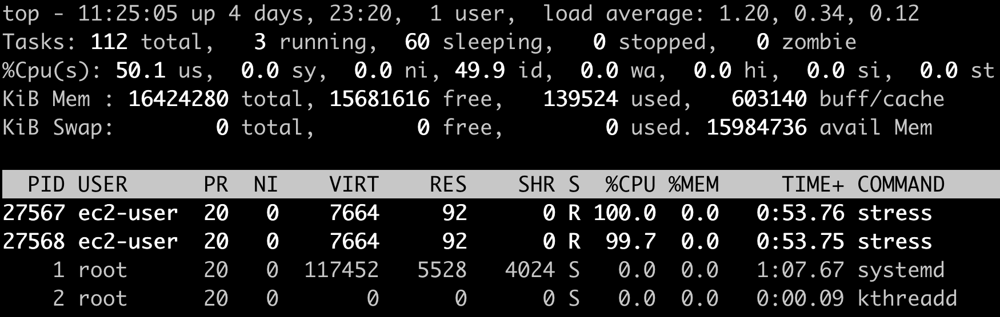 top - 11:25:05 up 4 days, 23:20,  1 user,  load average: 1.20, 0.34, 0.12
Tasks: 112 total,   3 running,  60 sleeping,   0 stopped,   0 zombie
%Cpu(s): 50.1 us,  0.0 sy,  0.0 ni, 49.9 id,  0.0 wa,  0.0 hi,  0.0 si,  0.0 st
KiB Mem : 16424280 total, 15681616 free,   139524 used,   603140 buff/cache
KiB Swap:        0 total,        0 free,        0 used. 15984736 avail Mem
  PID USER      PR  NI    VIRT    RES    SHR S  %CPU %MEM     TIME+ COMMAND
27567 ec2-user  20   0    7664     92      0 R 100.0  0.0   0:53.76 stress
27568 ec2-user  20   0    7664     92      0 R  99.7  0.0   0:53.75 stress
    1 root      20   0  117452   5528   4024 S   0.0  0.0   1:07.67 systemd
    2 root      20   0       0      0      0 S   0.0  0.0   0:00.09 kthreadd